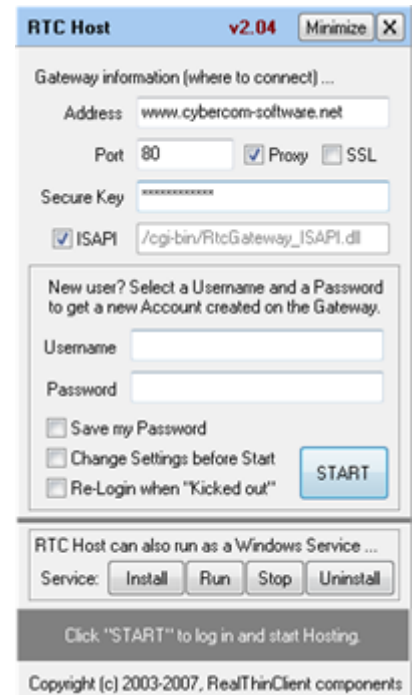 RTC Host v2.04 Minimize X
Gateway information (where to connect) ...
Address www.cybercom-software.net
Port 80 Proxy SSL
Secure Key ************
ISAPI /cgi-bin/RtcGateway_ISAPI.dll
New user? Select a Username and a Password
to get a new Account created on the Gateway.
Username
Password
Save my Password
Change Settings before Start
START
Re-Login when "Kicked out"
RTC Host can also run as a Windows Service ...
Service: Install Run Stop Uninstall
Click "START" to log in and start Hosting.
Copyright (c) 2003-2007, RealThinClient components